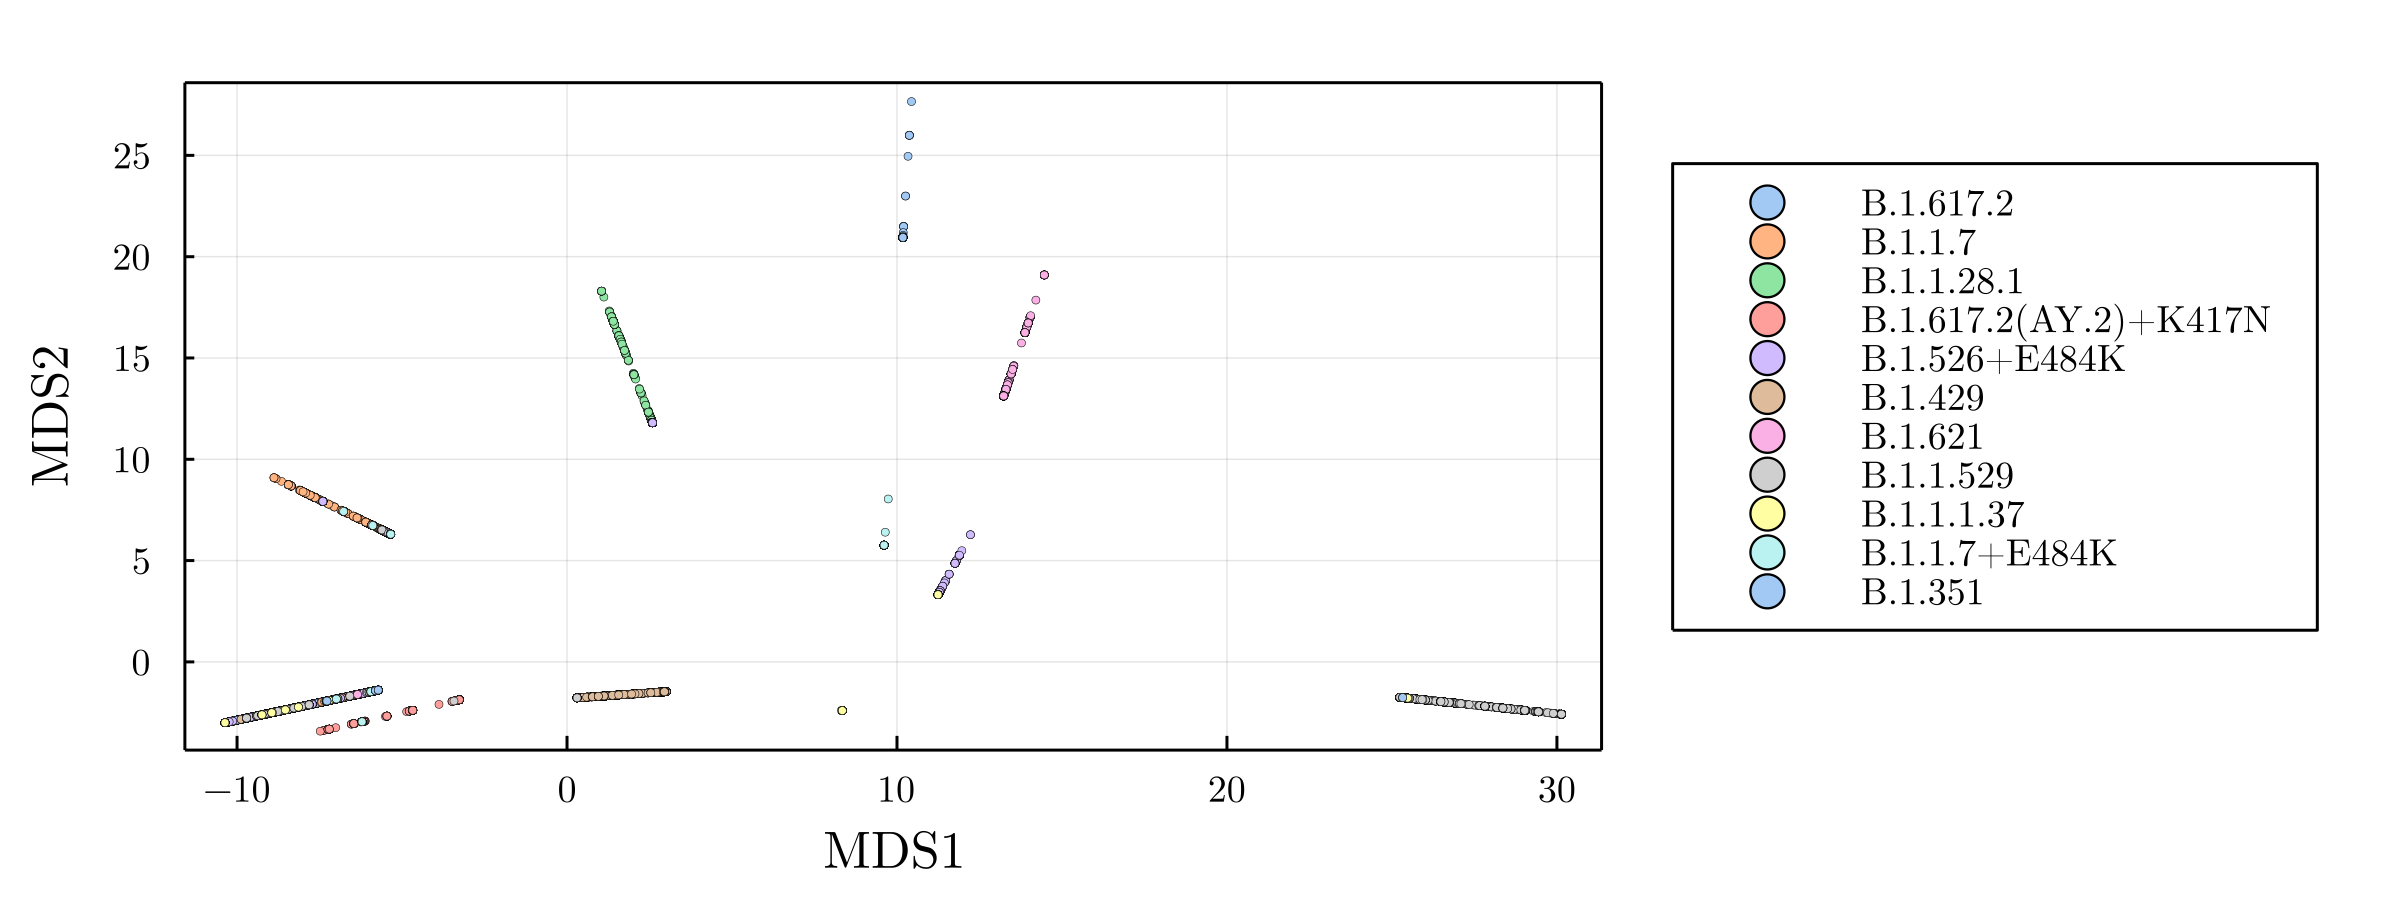 25
20
15
10
5
0
MDS2
−10 0 10 20 30
MDS1
B.1.617.2
B.1.1.7
B.1.1.28.1
B.1.617.2(AY.2)+K417N
B.1.526+E484K
B.1.429
B.1.621
B.1.1.529
B.1.1.1.37
B.1.1.7+E484K
B.1.351